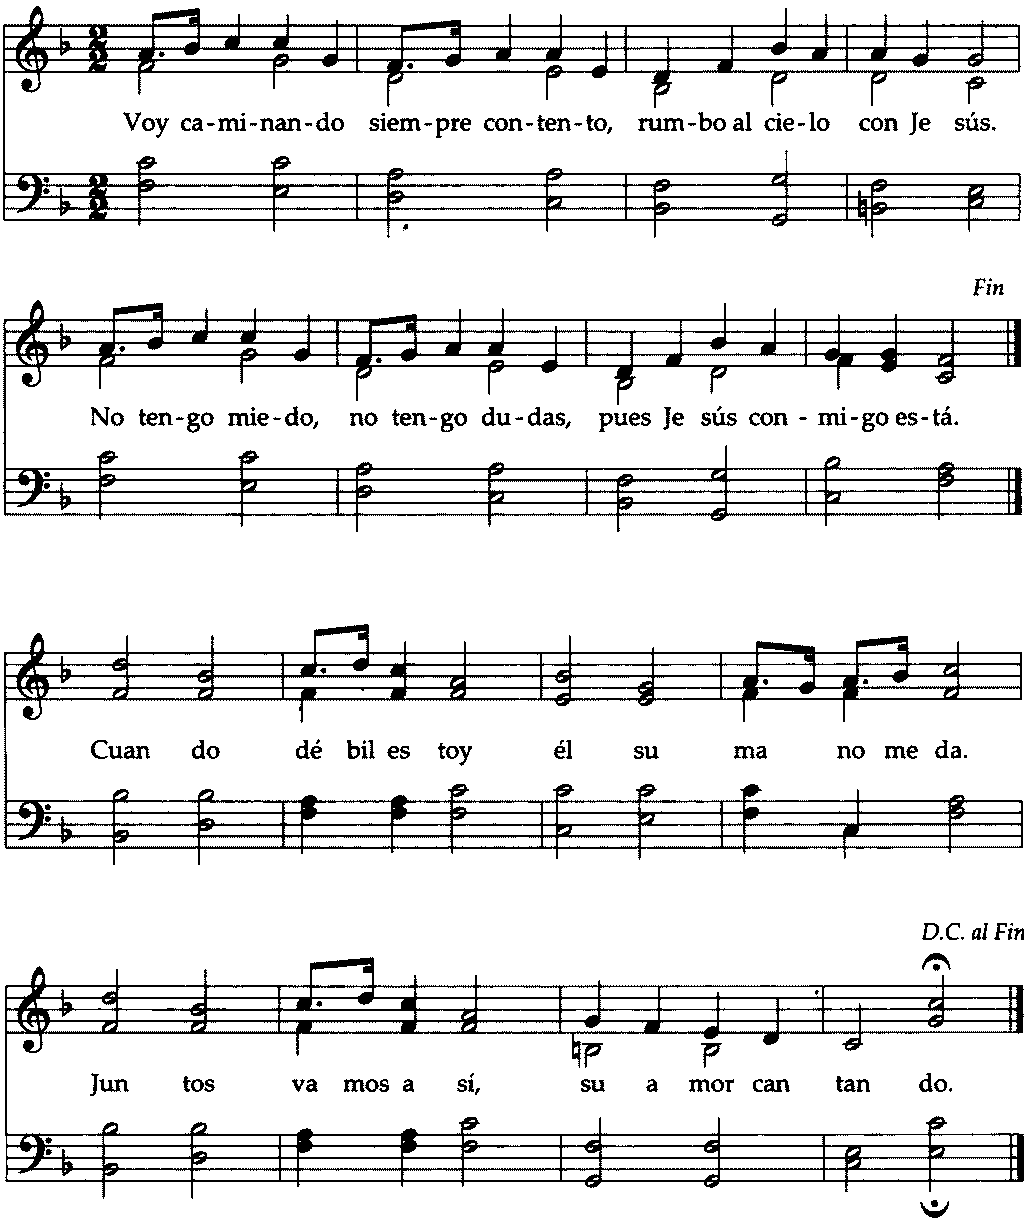 Voy ca-mi-nan-do siem-pre con-ten-to, rum-bo al cie-lo con Je sús.
Fin
No ten-go mie-do, no ten-go du-das, pues Je sús con - mi-go es-tá.
Cuan do dé bil es toy él su ma no me da.
D.C. al Fin
Jun tos va mos a sí, su a mor can tan do.